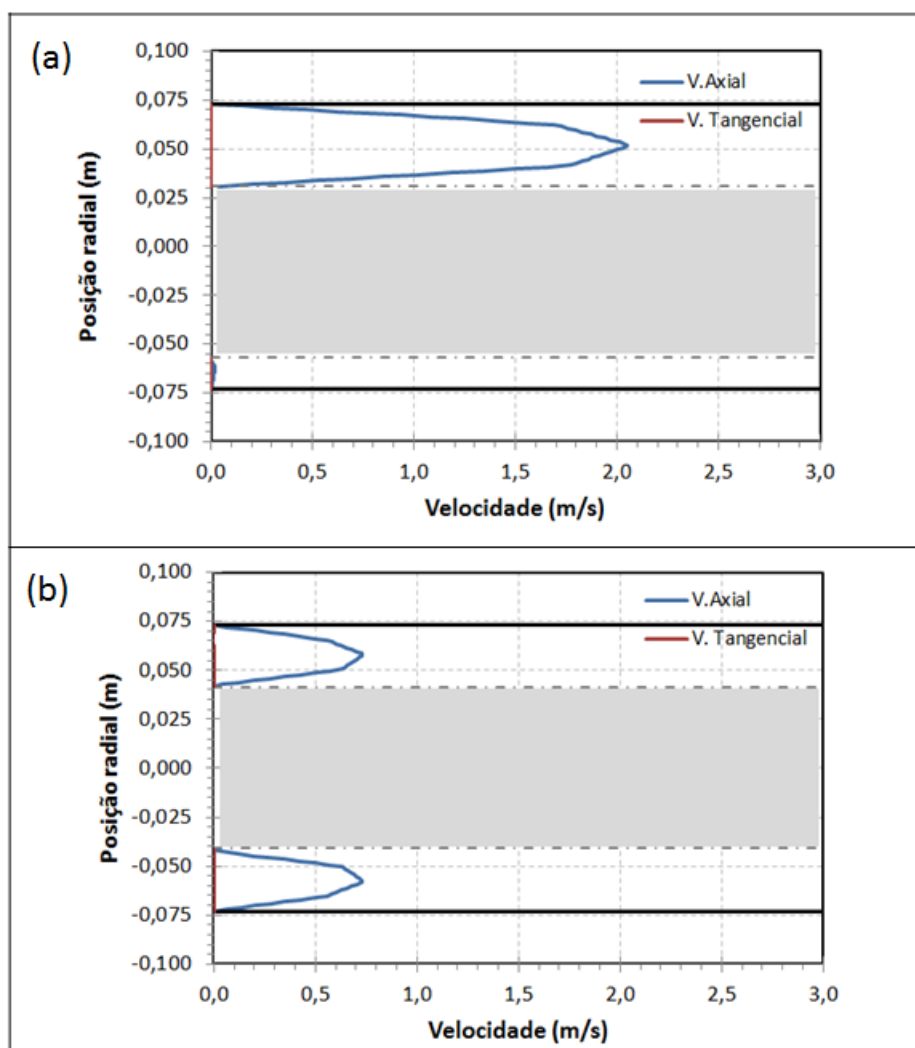 (a)
Posição radial (m)
0,100
0,075
0,050
0,025
0,000
-0,025
-0,050
-0,075
-0,100
V.Axial
V. Tangencial
0,0 0,5 1,0 1,5 2,0 2,5 3,0
Velocidade (m/s)
(b)
Posição radial (m)
0,100
0,075
0,050
0,025
0,000
-0,025
-0,050
-0,075
-0,100
V.Axial
V. Tangencial
0,0 0,5 1,0 1,5 2,0 2,5 3,0
Velocidade (m/s)